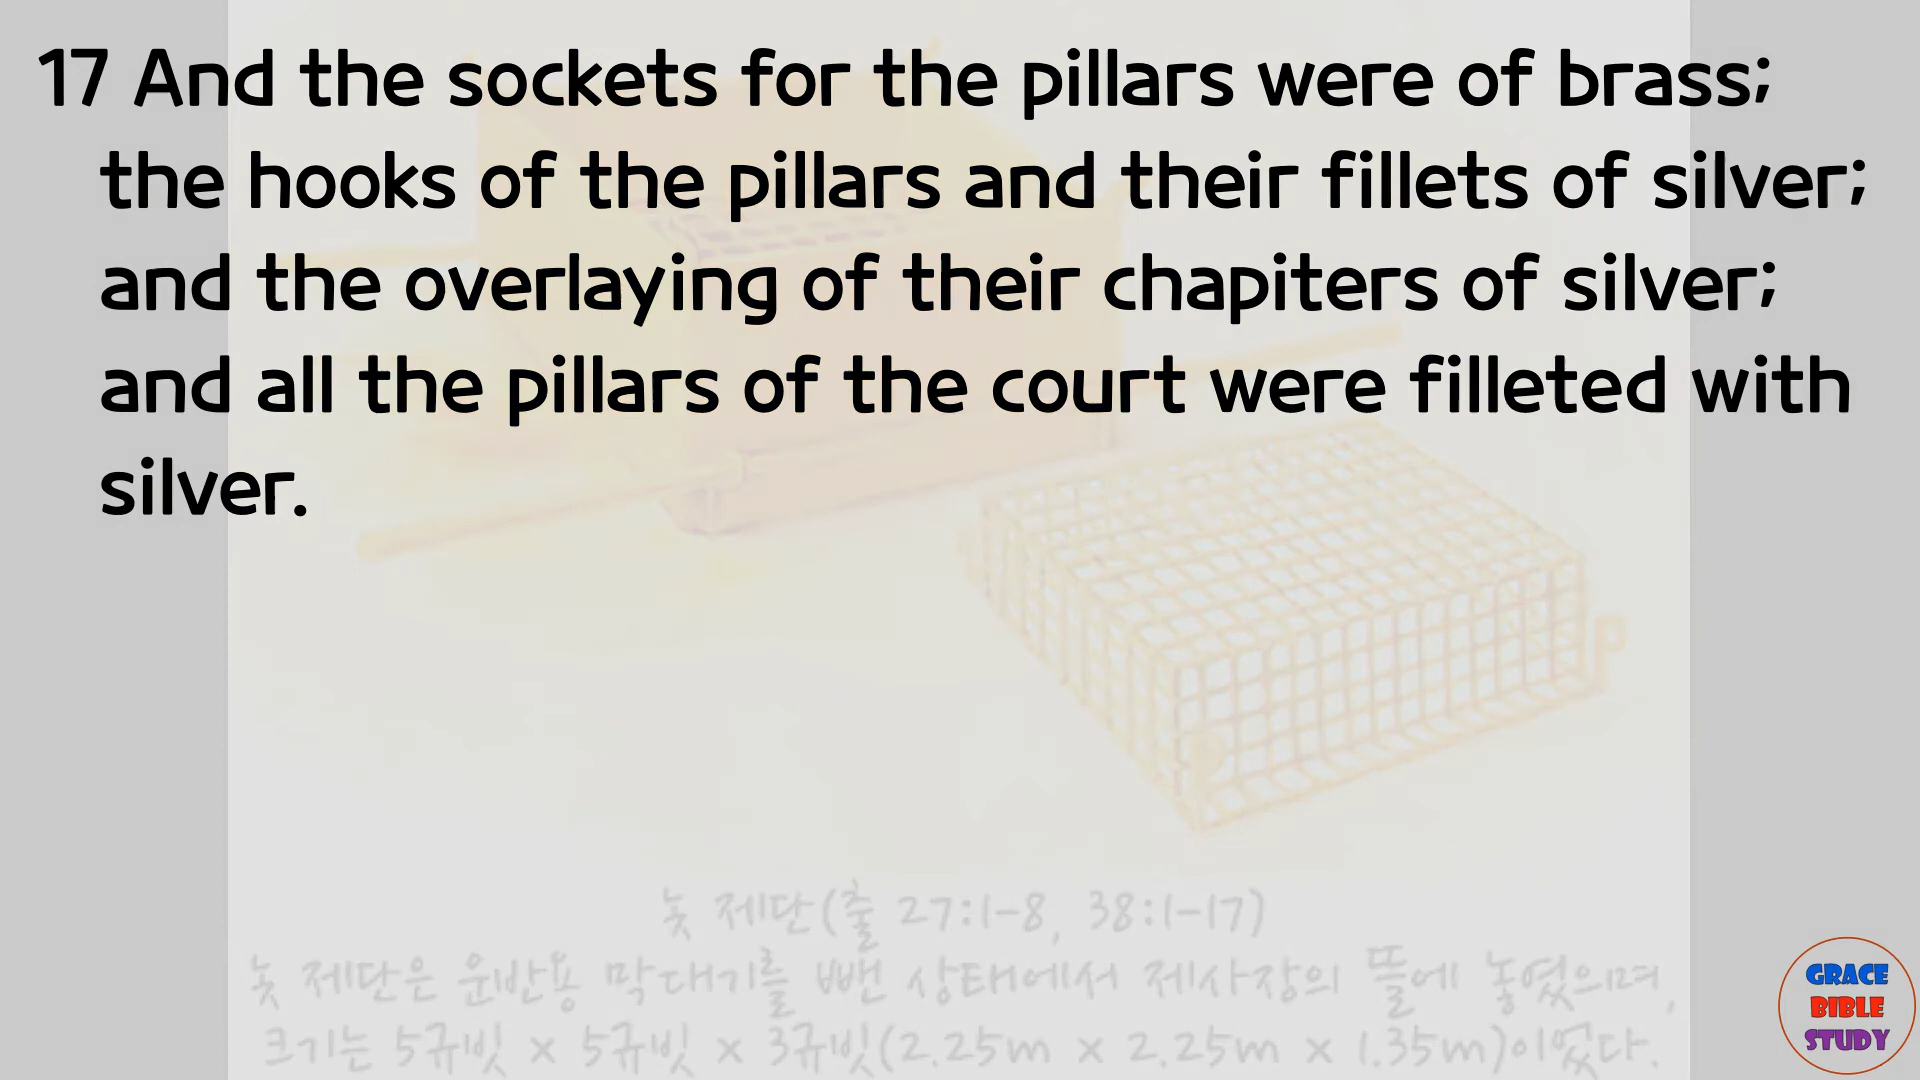 17 And the sockets for the pillars were of brass;
the hooks of the pillars and their fillets of silver;
and the overlaying of their chapiters of silver;
and all the pillars of the court were filleted with
silver.
놋 제단(출 27:1-8, 38:1-17)
놋 제단은 운반용 막대기를 뺀 상태에서 제사장의 뜰에 놓였으며,
크기는 5규빗 x 5규빗 x 3규빗(2.25m x 2.25m x 1.35m)이었다.
GRACE
BIBLE
STUDY